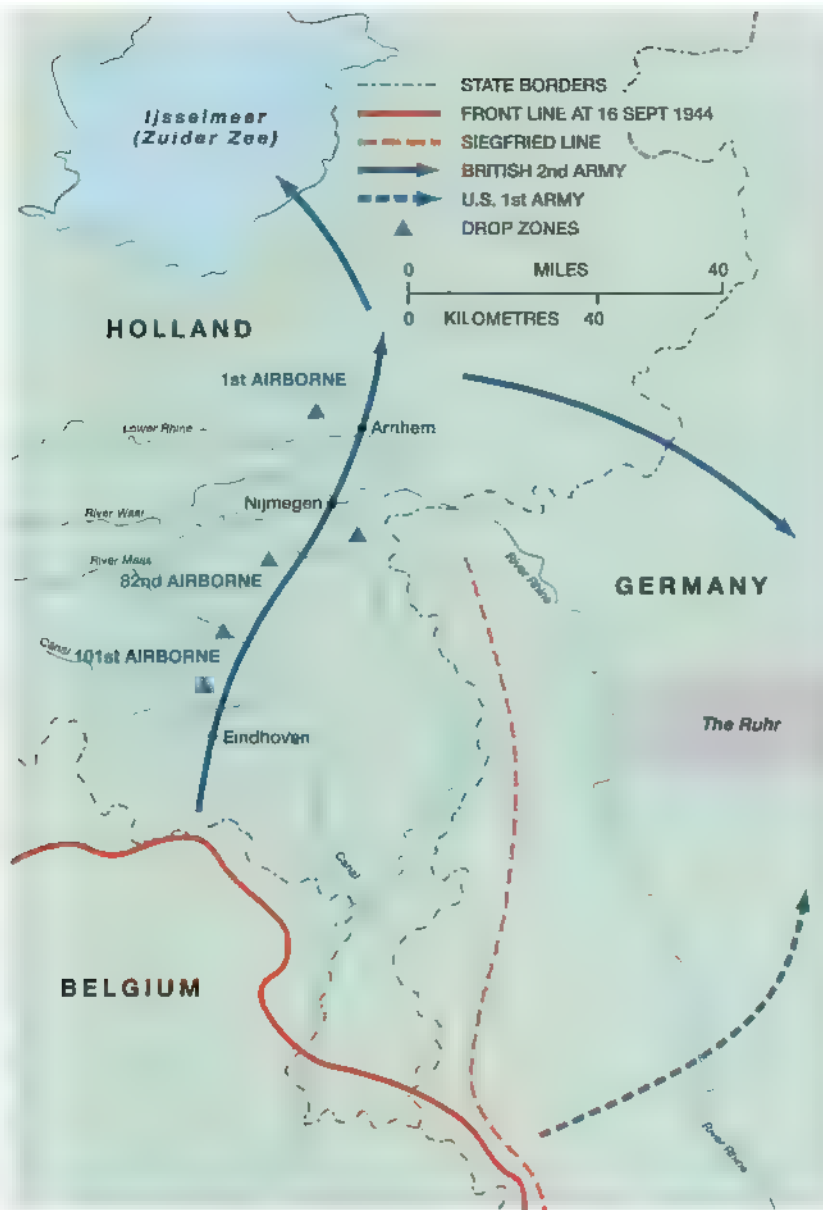 Ijsselmeer
(Zuider Zee)
STATE BORDERS
FRONT LINE AT 16 SEPT 1944
SIEGFRIED LINE
BRITISH 2nd ARMY
U.S. 1st ARMY
DROP ZONES
0 MILES 40
0 KILOMETRES 40
HOLLAND
1st AIRBORNE
Lower Rhine
Arnhem
Nijmegen
River Waal
River Maas
82nd AIRBORNE
River Rhine
GERMANY
Canal
101st AIRBORNE
The Ruhr
Eindhoven
Canal
BELGIUM
River Rhine